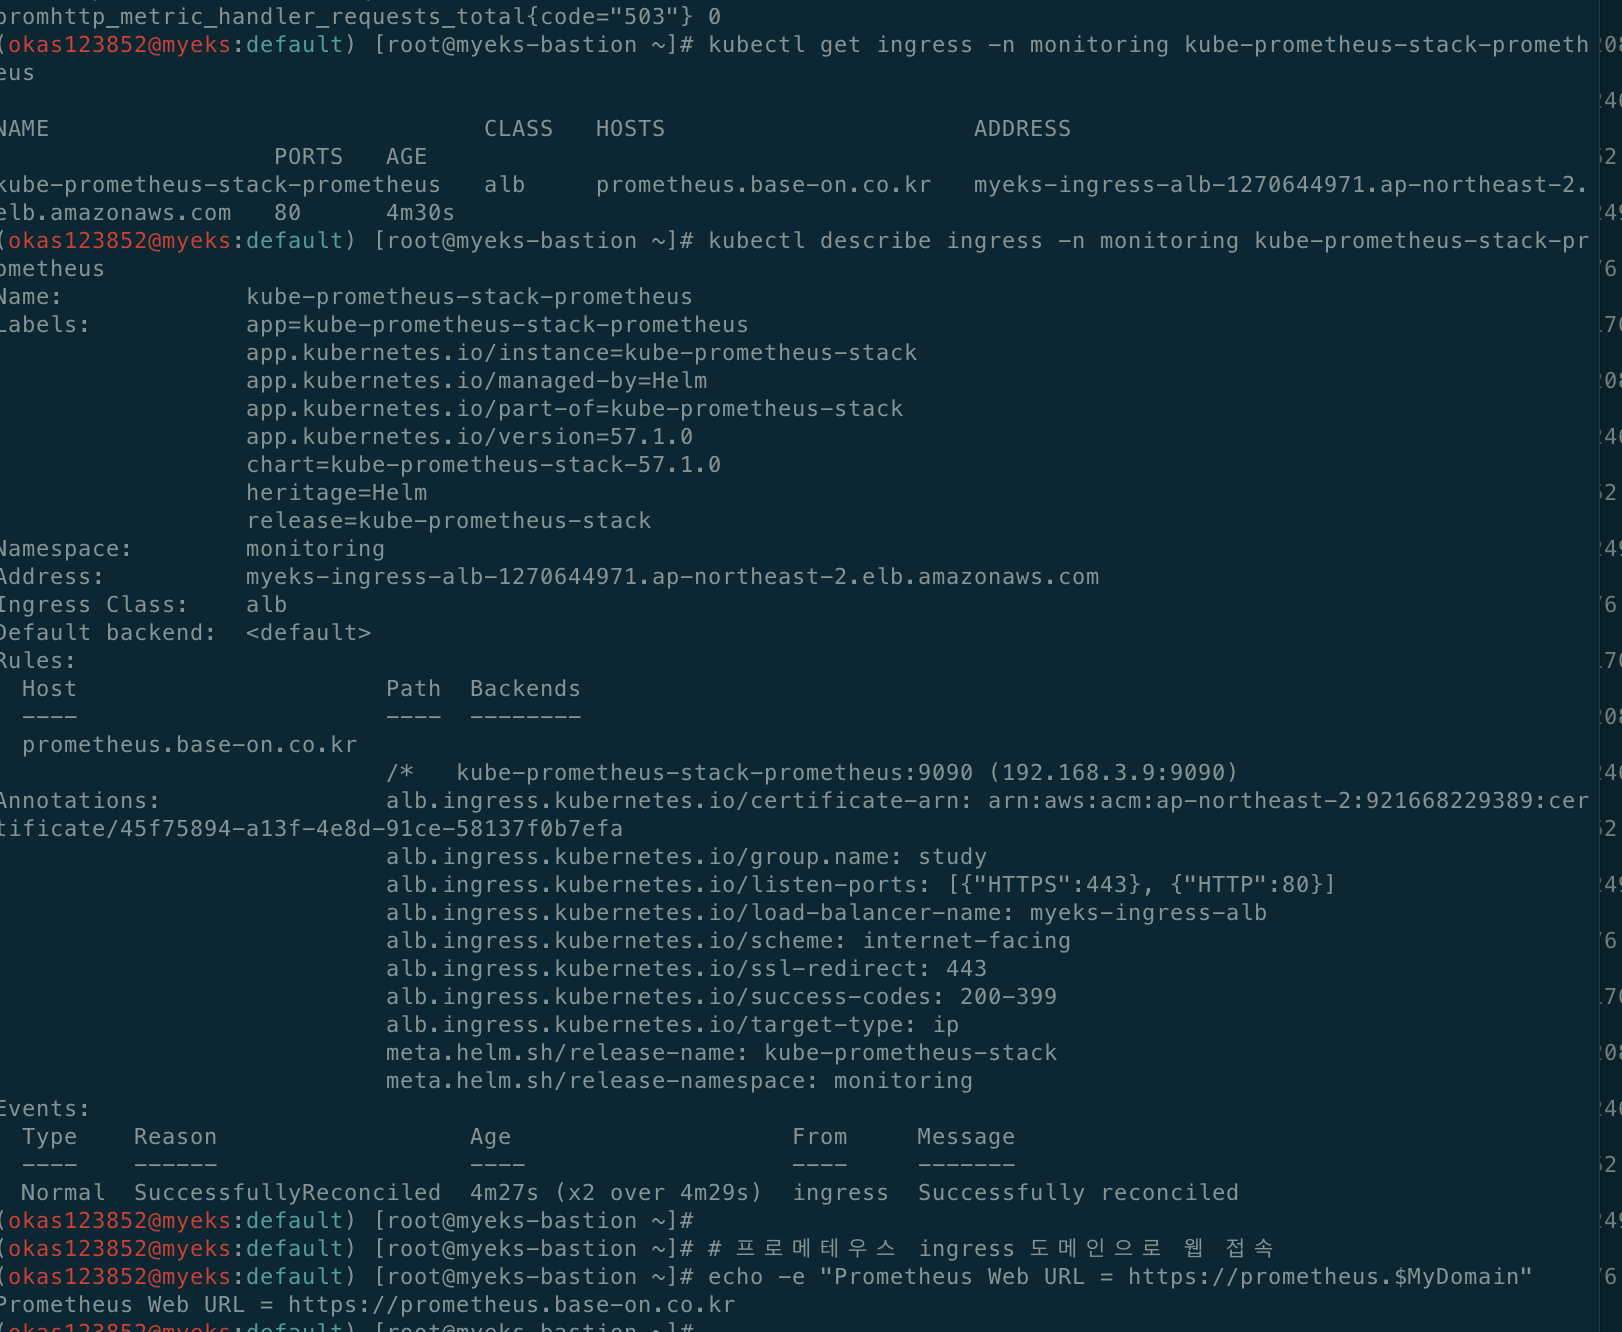 promhttp_metric_handler_requests_total{code="503"} 0
(okas123852@myeks:default) [root@myeks-bastion ~]# kubectl get ingress -n monitoring kube-prometheus-stack-prometh
eus
NAME                               CLASS   HOSTS                      ADDRESS
                    PORTS   AGE
kube-prometheus-stack-prometheus   alb     prometheus.base-on.co.kr   myeks-ingress-alb-1270644971.ap-northeast-2.
elb.amazonaws.com   80      4m30s
(okas123852@myeks:default) [root@myeks-bastion ~]# kubectl describe ingress -n monitoring kube-prometheus-stack-pr
ometheus
Name:             kube-prometheus-stack-prometheus
Labels:           app=kube-prometheus-stack-prometheus
                  app.kubernetes.io/instance=kube-prometheus-stack
                  app.kubernetes.io/managed-by=Helm
                  app.kubernetes.io/part-of=kube-prometheus-stack
                  app.kubernetes.io/version=57.1.0
                  chart=kube-prometheus-stack-57.1.0
                  heritage=Helm
                  release=kube-prometheus-stack
Namespace:        monitoring
Address:          myeks-ingress-alb-1270644971.ap-northeast-2.elb.amazonaws.com
Ingress Class:    alb
Default backend:  <default>
Rules:
  Host                      Path  Backends
  ----                      ----  --------
  prometheus.base-on.co.kr
                            /*   kube-prometheus-stack-prometheus:9090 (192.168.3.9:9090)
Annotations:                alb.ingress.kubernetes.io/certificate-arn: arn:aws:acm:ap-northeast-2:921668229389:cer
tificate/45f75894-a13f-4e8d-91ce-58137f0b7efa
                            alb.ingress.kubernetes.io/group.name: study
                            alb.ingress.kubernetes.io/listen-ports: [{"HTTPS":443}, {"HTTP":80}]
                            alb.ingress.kubernetes.io/load-balancer-name: myeks-ingress-alb
                            alb.ingress.kubernetes.io/scheme: internet-facing
                            alb.ingress.kubernetes.io/ssl-redirect: 443
                            alb.ingress.kubernetes.io/success-codes: 200-399
                            alb.ingress.kubernetes.io/target-type: ip
                            meta.helm.sh/release-name: kube-prometheus-stack
                            meta.helm.sh/release-namespace: monitoring
Events:
  Type    Reason                  Age                    From     Message
  ----    ------                  ----                   ----     -------
  Normal  SuccessfullyReconciled  4m27s (x2 over 4m29s)  ingress  Successfully reconciled
(okas123852@myeks:default) [root@myeks-bastion ~]#
(okas123852@myeks:default) [root@myeks-bastion ~]# # 프로메테우스 ingress 도메인으로 웹 접속
(okas123852@myeks:default) [root@myeks-bastion ~]# echo -e "Prometheus Web URL = https://prometheus.$MyDomain"
Prometheus Web URL = https://prometheus.base-on.co.kr
(okas123852@myeks:default) [root@myeks-bastion ~]#